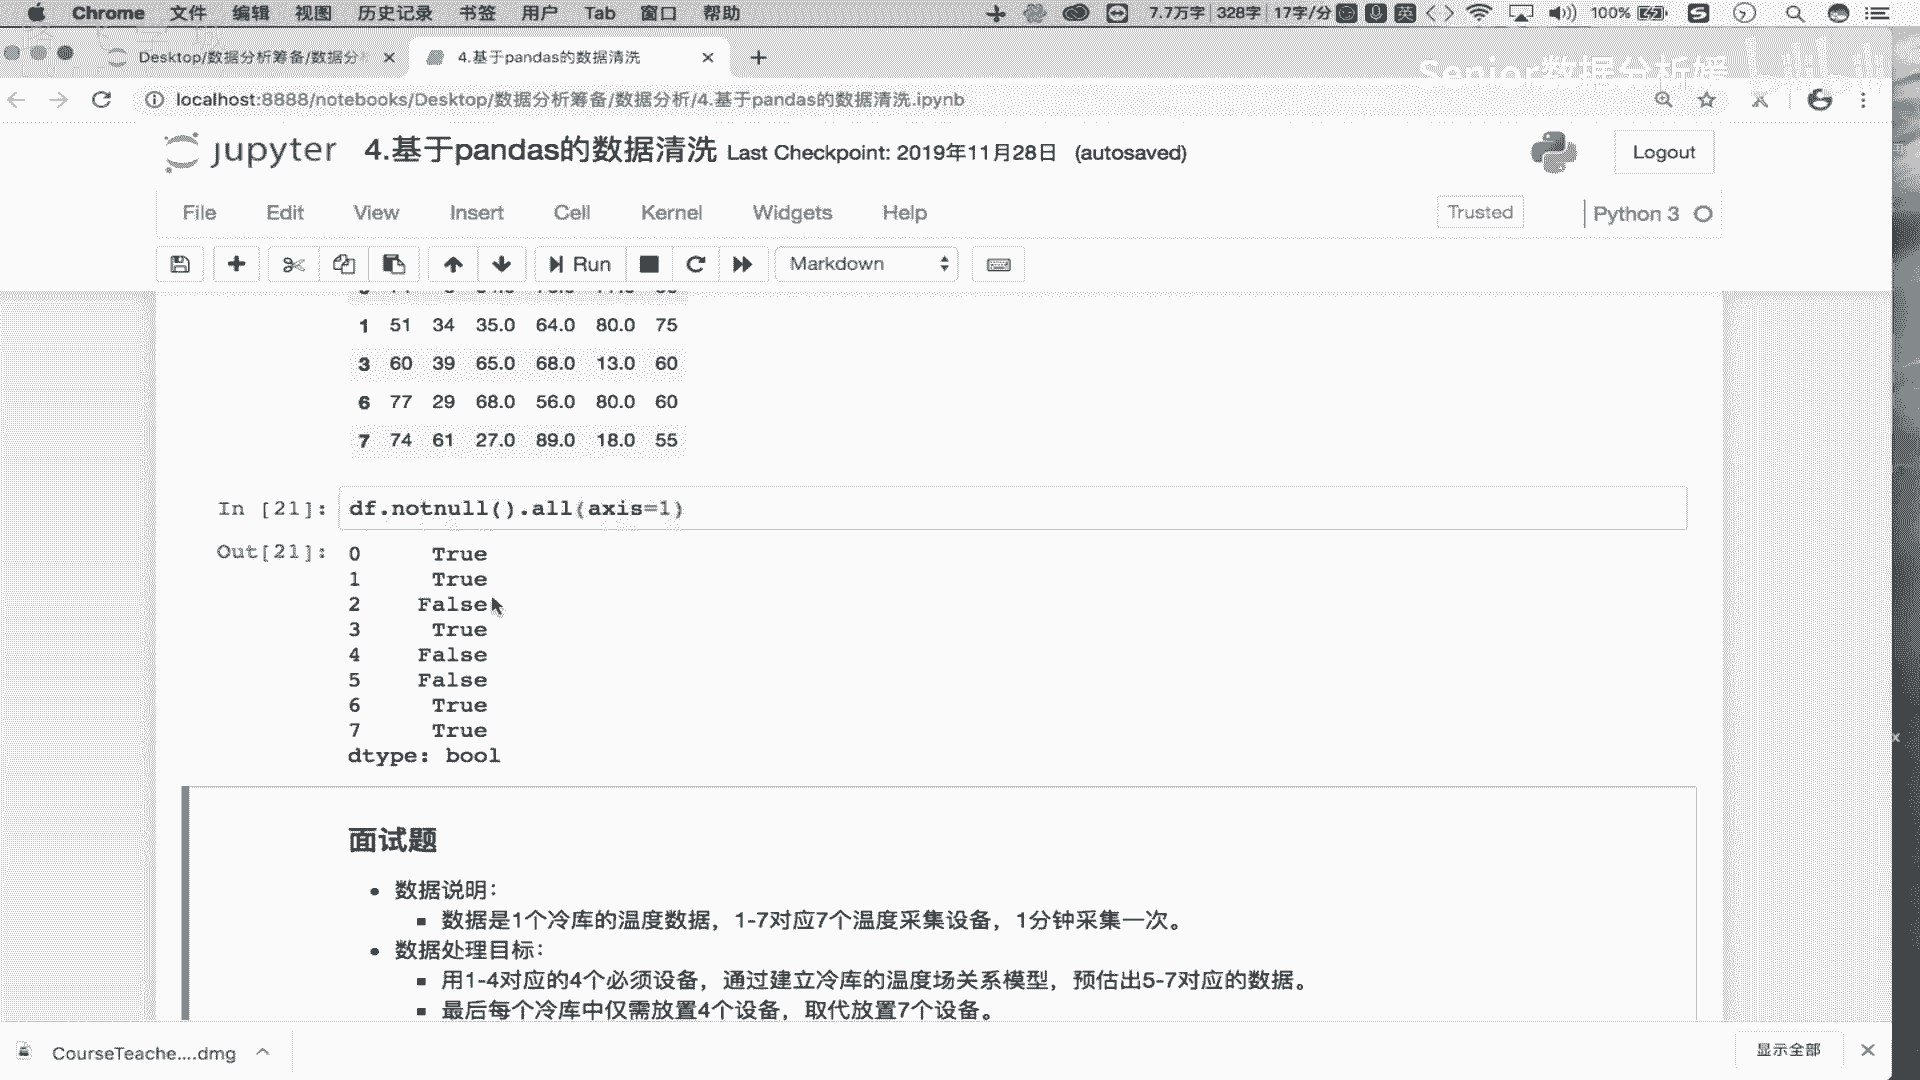 Chrome 文件 编辑 视图 历史记录 书签 用户 Tab 窗口 帮助 7.7万字 328字 17字/分 英 100%
Desktop/数据分析筹备/数据分 4.基于pandas的数据清洗
Senior数据分析媛
localhost:8888/notebooks/Desktop/数据分析筹备/数据分析/4.基于pandas的数据清洗.ipynb
jupyter 4.基于pandas的数据清洗 Last Checkpoint: 2019年11月28日 (autosaved) Logout
File Edit View Insert Cell Kernel Widgets Help Trusted Python 3
Run Markdown
1 51 34 35.0 64.0 80.0 75
3 60 39 65.0 68.0 13.0 60
6 77 29 68.0 56.0 80.0 60
7 74 61 27.0 89.0 18.0 55
In [21]: df.notnull().all(axis=1)
Out[21]: 0 True
1 True
2 False
3 True
4 False
5 False
6 True
7 True
dtype: bool
面试题
数据说明：
数据是1个冷库的温度数据，1-7对应7个温度采集设备，1分钟采集一次。
数据处理目标：
用1-4对应的4个必须设备，通过建立冷库的温度场关系模型，预估出5-7对应的数据。
最后每个冷库中仅需放置4个设备，取代放置7个设备。
CourseTeache....dmg 显示全部